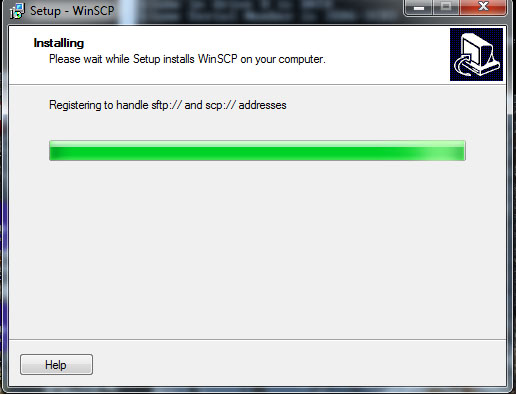 Setup - WinSCP
Installing
Please wait while Setup installs WinSCP on your computer.
Registering to handle sftp:// and scp:// addresses
Help